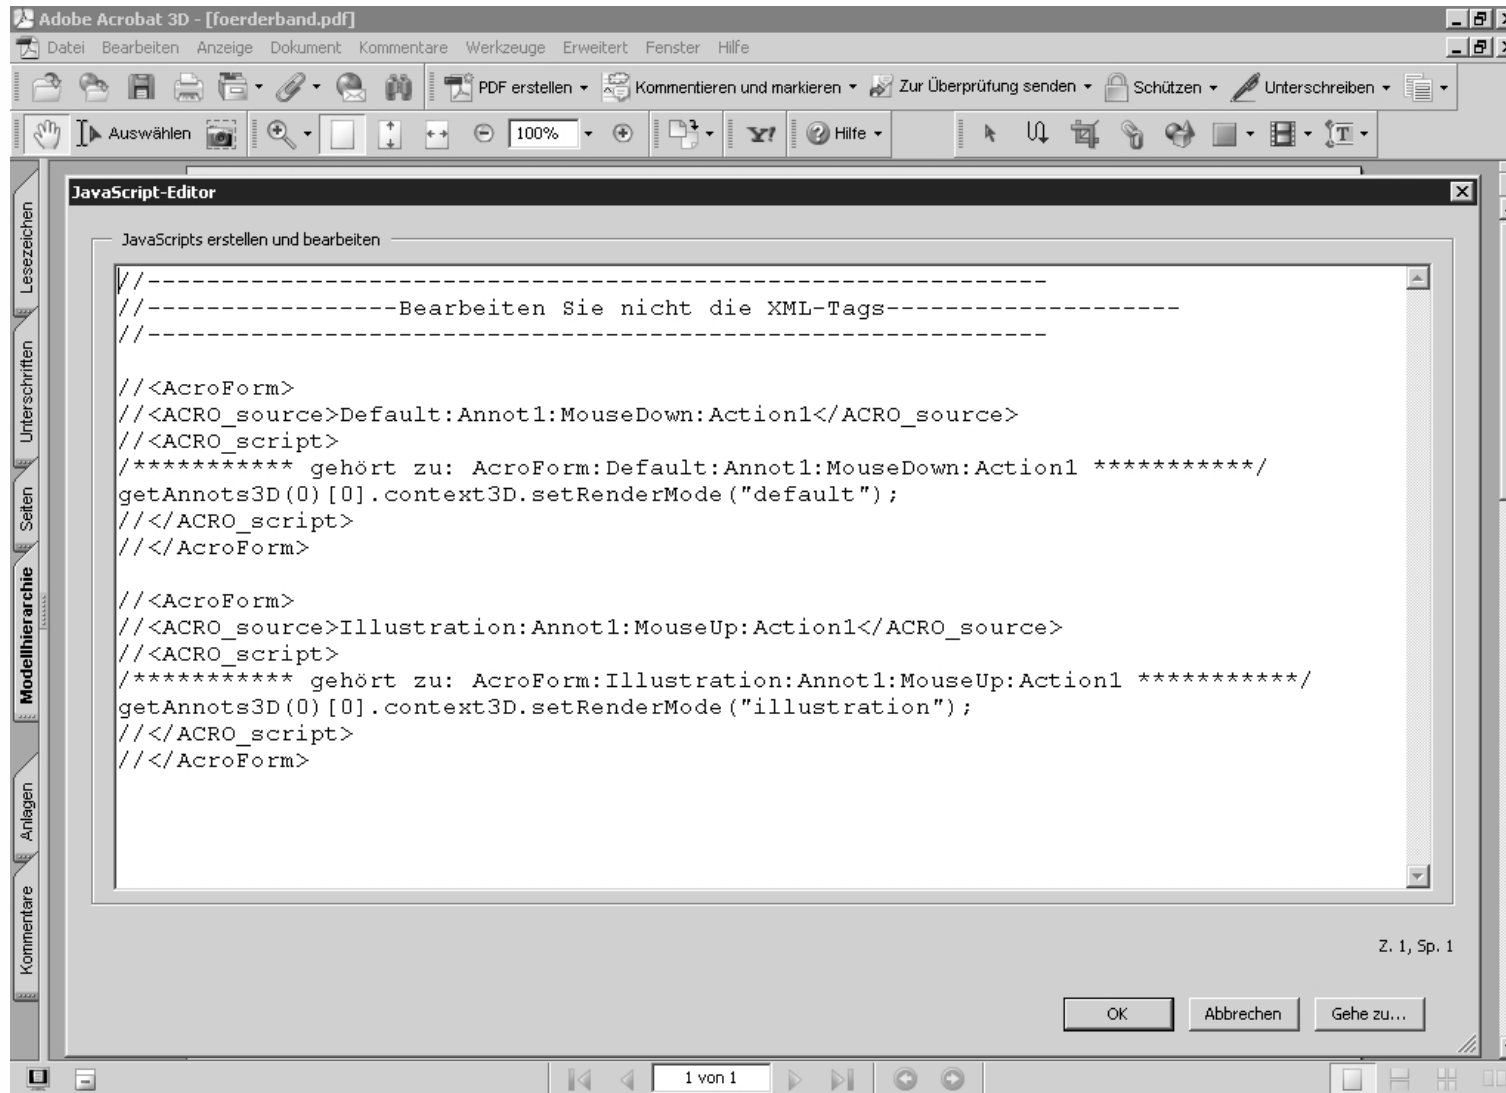 Adobe Acrobat 3D - [foerderband.pdf]
Datei Bearbeiten Anzeige Dokument Kommentare Werkzeuge Erweitert Fenster Hilfe
PDF erstellen Kommentieren und markieren Zur Überprüfung senden Schützen Unterschreiben
Auswählen 100% Y! Hilfe
JavaScript-Editor
JavaScripts erstellen und bearbeiten
//-------------------------------------------------------------
//-----------------Bearbeiten Sie nicht die XML-Tags--------------------
//-------------------------------------------------------------
//<AcroForm>
//<ACRO_source>Default:Annot1:MouseDown:Action1</ACRO_source>
//<ACRO_script>
/*********** gehört zu: AcroForm:Default:Annot1:MouseDown:Action1 ***********/
getAnnots3D(0)[0].context3D.setRenderMode("default");
//</ACRO_script>
//</AcroForm>
//<AcroForm>
//<ACRO_source>Illustration:Annot1:MouseUp:Action1</ACRO_source>
//<ACRO_script>
/*********** gehört zu: AcroForm:Illustration:Annot1:MouseUp:Action1 ***********/
getAnnots3D(0)[0].context3D.setRenderMode("illustration");
//</ACRO_script>
//</AcroForm>
Z. 1, Sp. 1
OK Abbrechen Gehe zu...
Lesezeichen
Unterschriften
Seiten
Modellhierarchie
Anlagen
Kommentare
1 von 1